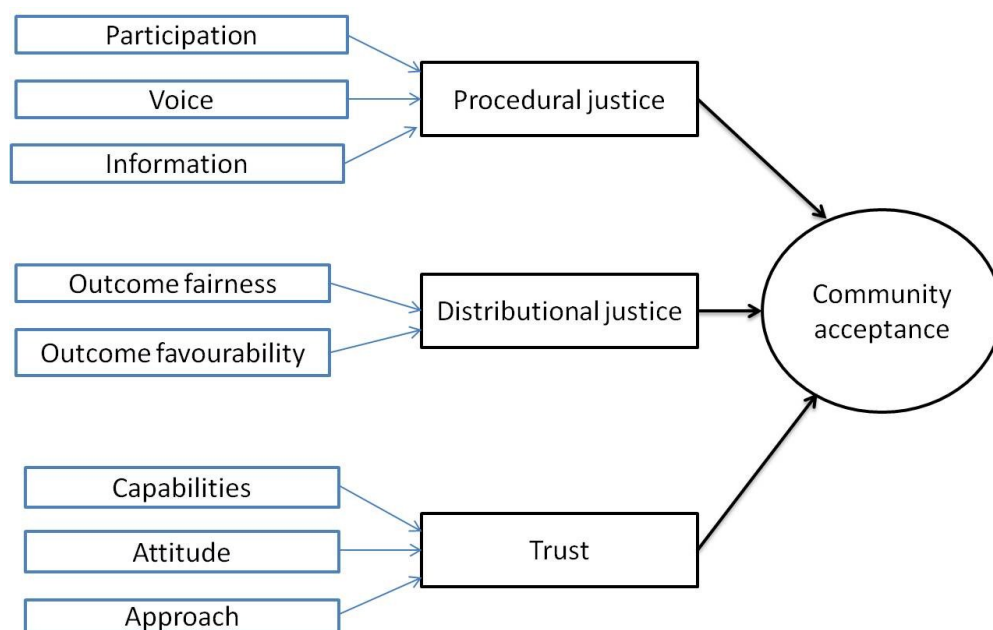 Participation
Voice
Information
Procedural justice
Outcome fairness
Outcome favourability
Distributional justice
Community
acceptance
Capabilities
Attitude
Approach
Trust